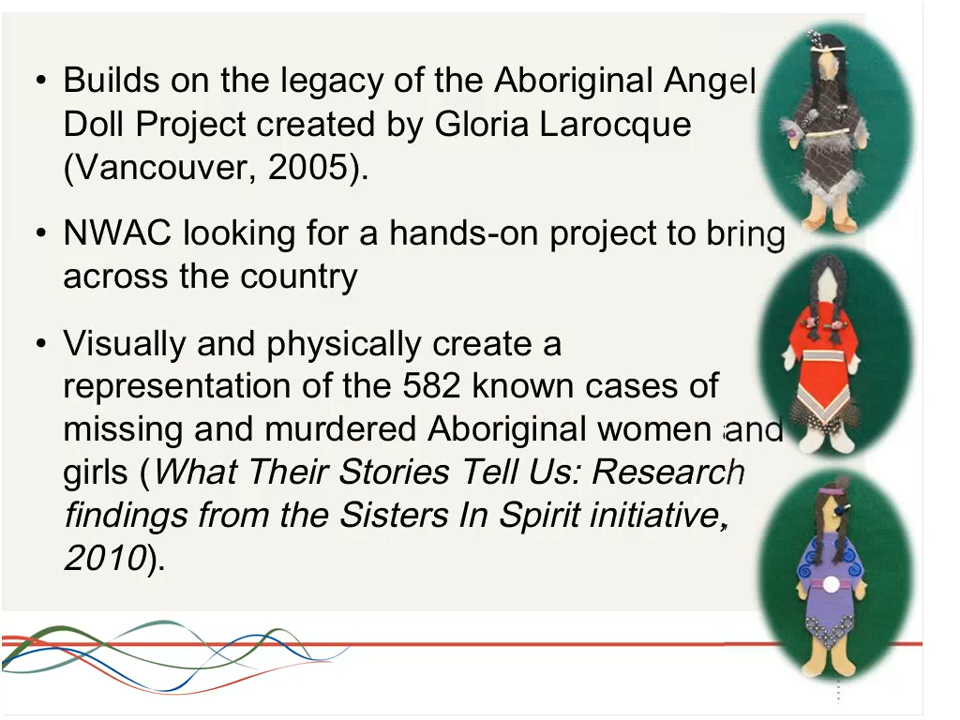 • Builds on the legacy of the Aboriginal Angel
Doll Project created by Gloria Larocque
(Vancouver, 2005).
• NWAC looking for a hands-on project to bring
across the country
• Visually and physically create a
representation of the 582 known cases of
missing and murdered Aboriginal women and
girls (What Their Stories Tell Us: Research
findings from the Sisters In Spirit initiative,
2010).